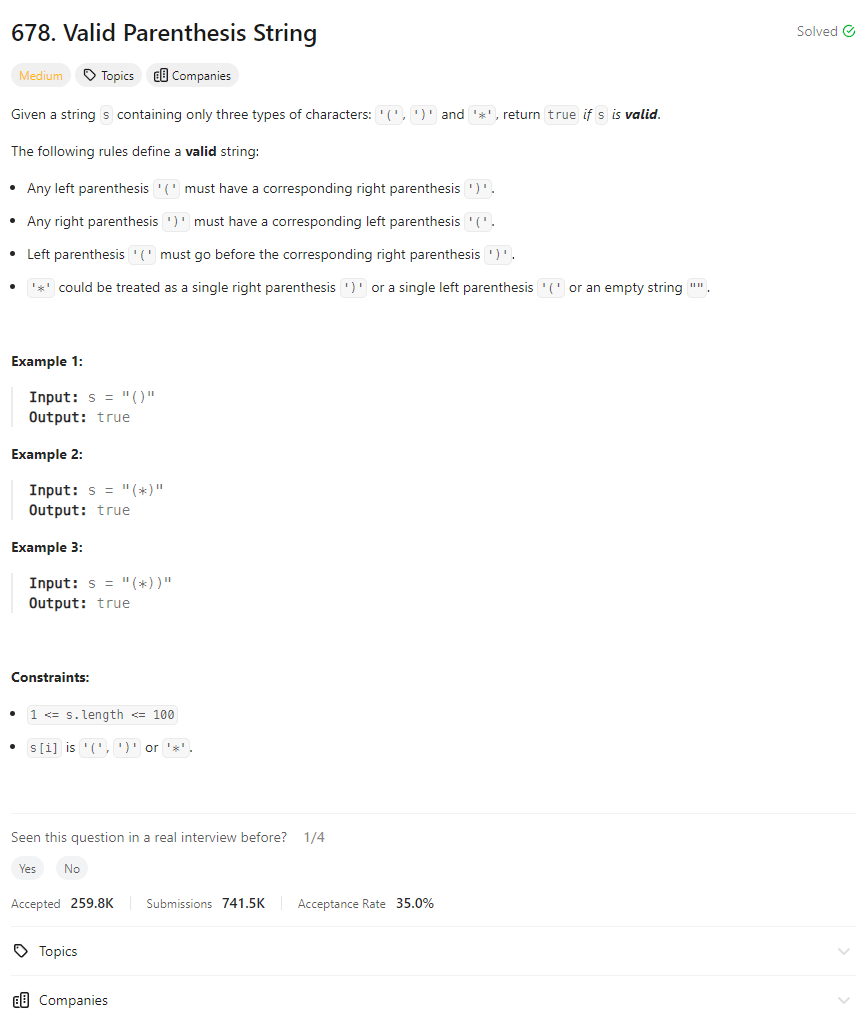 678. Valid Parenthesis String
Solved
Medium
Topics
Companies
Given a string s containing only three types of characters: '(', ')' and '*', return true if s is valid.
The following rules define a valid string:
• Any left parenthesis '(' must have a corresponding right parenthesis ')'.
• Any right parenthesis ')' must have a corresponding left parenthesis '('.
• Left parenthesis '(' must go before the corresponding right parenthesis ')'.
• '*' could be treated as a single right parenthesis ')' or a single left parenthesis '(' or an empty string "".
Example 1:
Input: s = "()"
Output: true
Example 2:
Input: s = "(*)"
Output: true
Example 3:
Input: s = "(*))"
Output: true
Constraints:
• 1 <= s.length <= 100
• s[i] is '(', ')' or '*'.
Seen this question in a real interview before? 1/4
Yes No
Accepted 259.8K Submissions 741.5K Acceptance Rate 35.0%
Topics
Companies